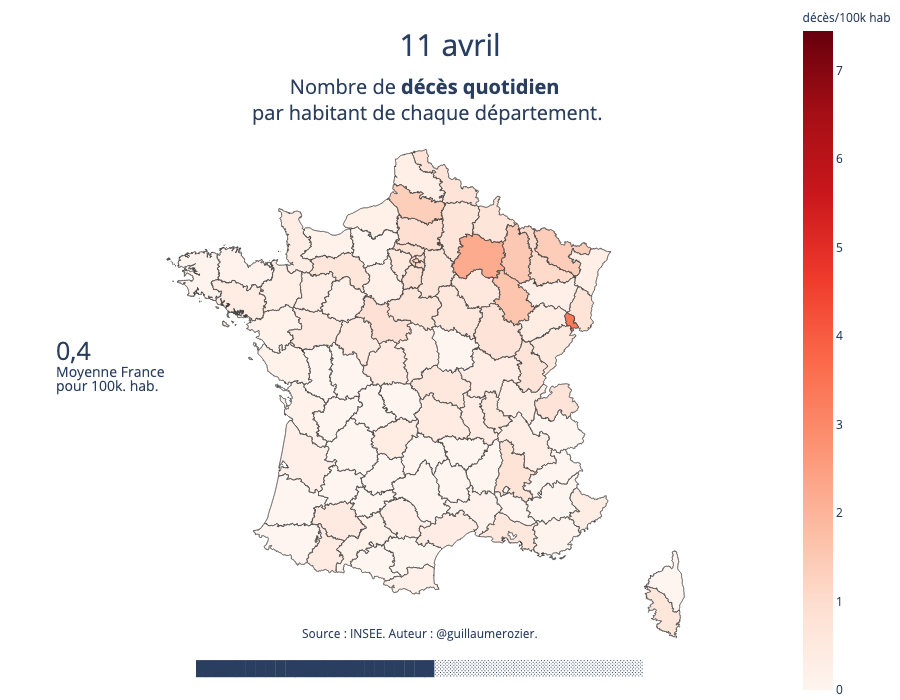 décès/100k hab
11 avril
Nombre de décès quotidien
par habitant de chaque département.
7
6
5
4
3
2
1
0
0,4
Moyenne France
pour 100k. hab.
Source : INSEE. Auteur : @guillaumerozier.